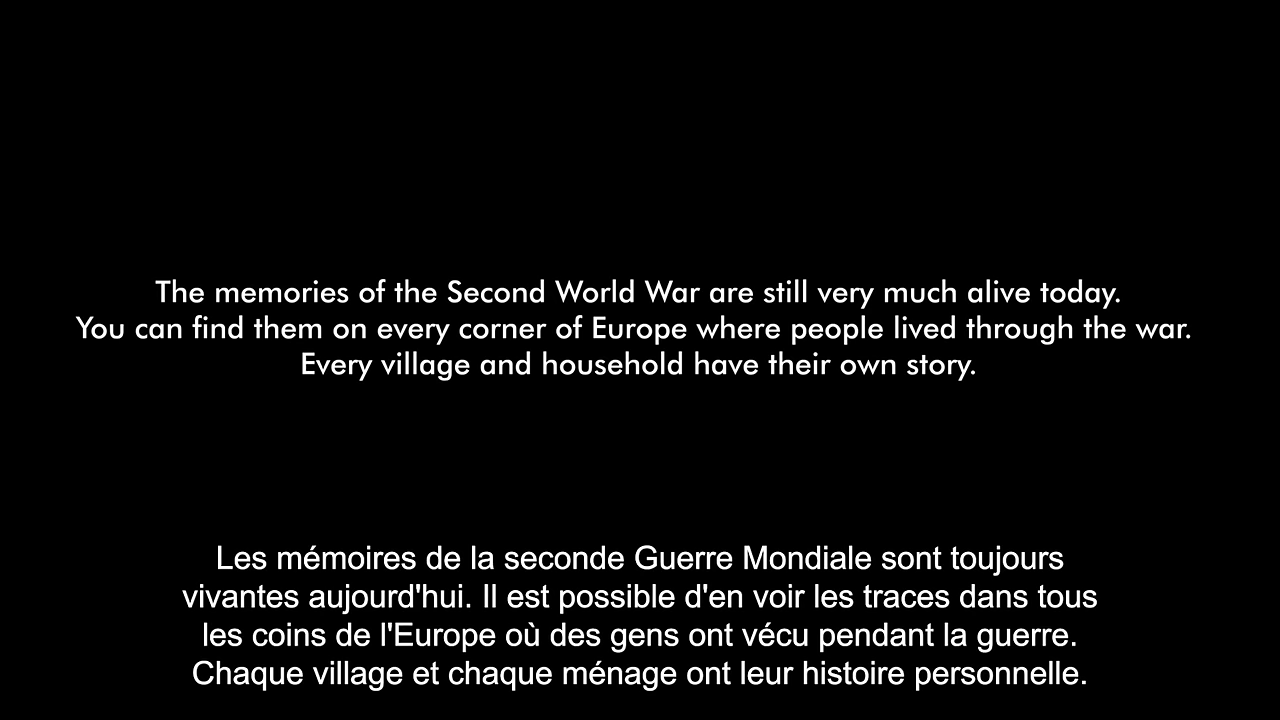 The memories of the Second World War are still very much alive today.
You can find them on every corner of Europe where people lived through the war.
Every village and household have their own story.
Les mémoires de la seconde Guerre Mondiale sont toujours
vivantes aujourd'hui. Il est possible d'en voir les traces dans tous
les coins de l'Europe où des gens ont vécu pendant la guerre.
Chaque village et chaque ménage ont leur histoire personnelle.